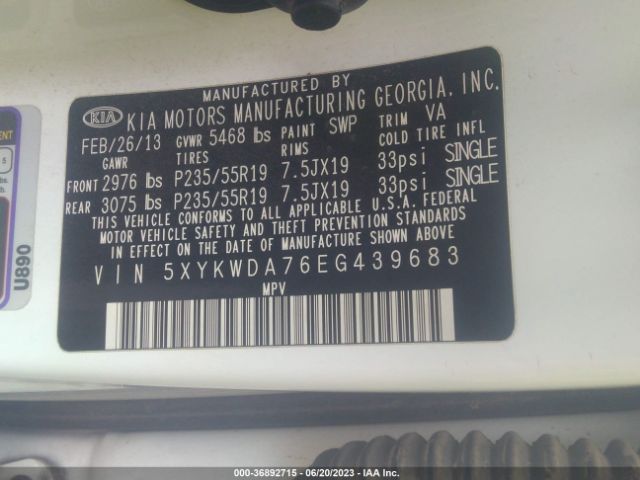 MANUFACTURED BY
KIA KIA MOTORS MANUFACTURING GEORGIA, INC.
FEB/26/13 GVWR 5468 lbs PAINT SWP TRIM VA
GAWR TIRES RIMS COLD TIRE INFL
FRONT 2976 lbs P235/55R19 7.5JX19 33psi SINGLE
REAR 3075 lbs P235/55R19 7.5JX19 33psi SINGLE
THIS VEHICLE CONFORMS TO ALL APPLICABLE U.S.A. FEDERAL
MOTOR VEHICLE SAFETY AND THEFT PREVENTION STANDARDS
IN EFFECT ON THE DATE OF MANUFACTURE SHOWN ABOVE.
VIN 5XYKWDA76EG439683
MPV
5
U890
000-36892715 - 06/20/2023 - IAA Inc.